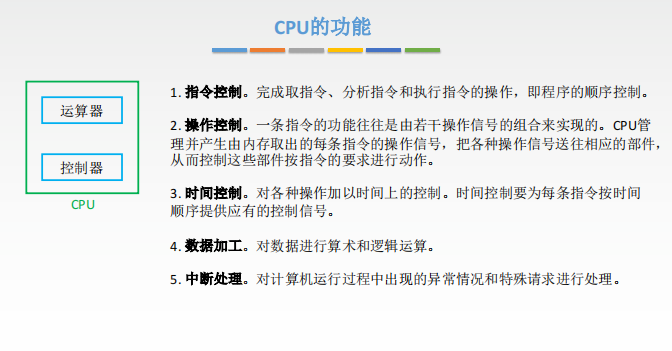 CPU的功能
运算器
控制器
CPU
1. 指令控制。完成取指令、分析指令和执行指令的操作，即程序的顺序控制。
2. 操作控制。一条指令的功能往往是由若干操作信号的组合来实现的。CPU管
理并产生由内存取出的每条指令的操作信号，把各种操作信号送往相应的部件，
从而控制这些部件按指令的要求进行动作。
3. 时间控制。对各种操作加以时间上的控制。时间控制要为每条指令按时间
顺序提供应有的控制信号。
4. 数据加工。对数据进行算术和逻辑运算。
5. 中断处理。对计算机运行过程中出现的异常情况和特殊请求进行处理。